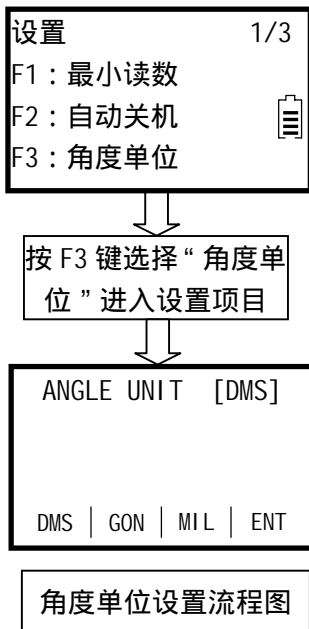 设置 1/3
F1：最小读数
F2：自动关机
F3：角度单位
按 F3 键选择“角度单
位”进入设置项目
ANGLE UNIT [DMS]
DMS | GON | MIL | ENT
角度单位设置流程图